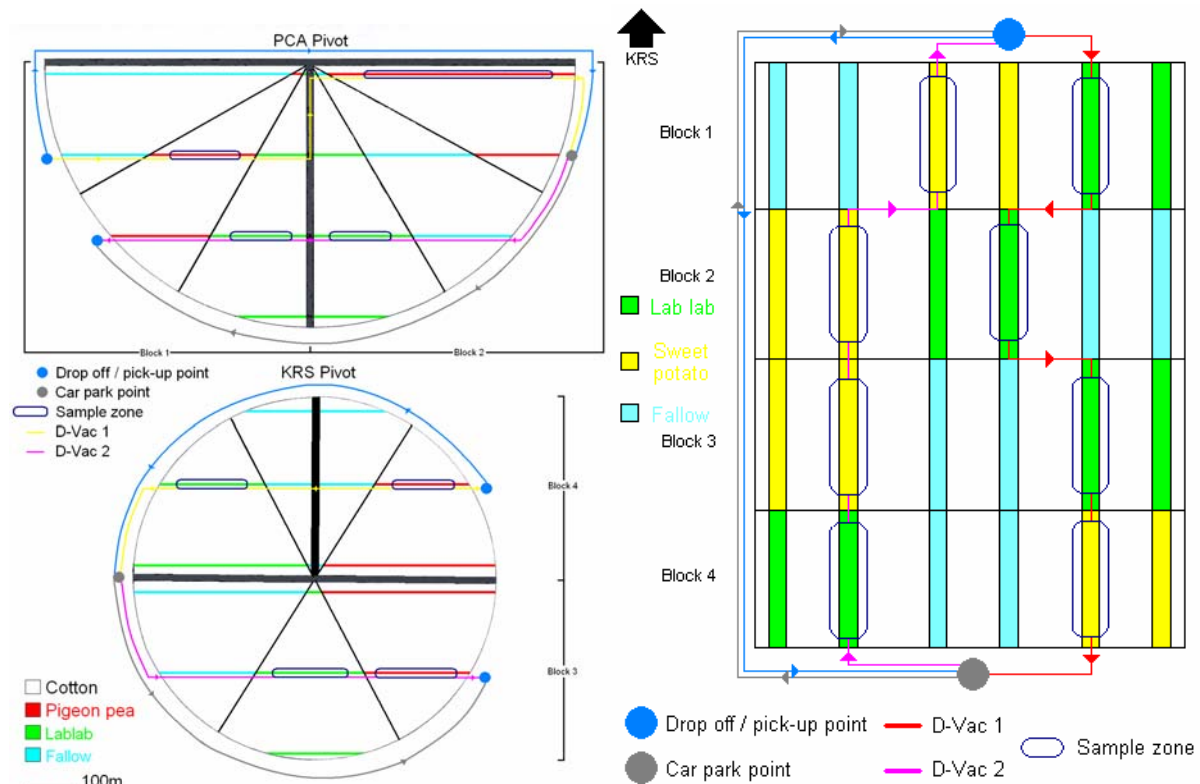 PCA Pivot
Block 1
Block 2
Drop off / pick-up point
Car park point
Sample zone
D-Vac 1
D-Vac 2
KRS Pivot
Block 4
Block 3
Cotton
Pigeon pea
Lablab
Fallow
100m
KRS
Block 1
Block 2
Lab lab
Sweet
potato
Fallow
Block 3
Block 4
Drop off / pick-up point
Car park point
D-Vac 1
D-Vac 2
Sample zone